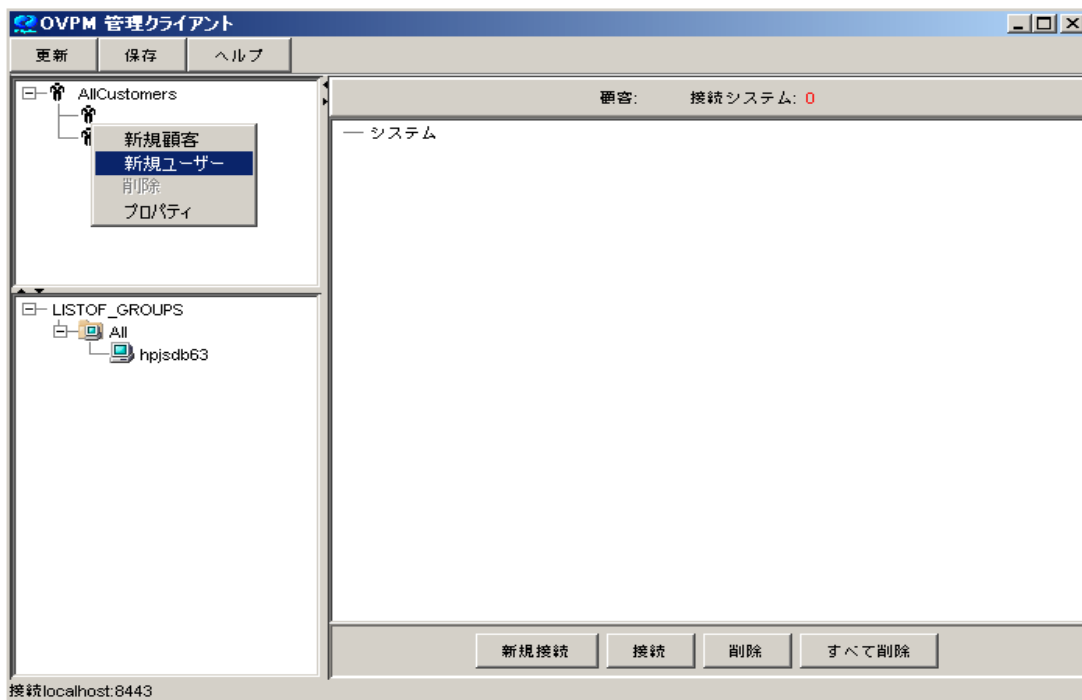 OVPM 管理クライアント
更新 保存 ヘルプ
AllCustomers
新規顧客
新規ユーザー
削除
プロパティ
顧客: 接続システム: 0
システム
LISTOF_GROUPS
All
hpjsdb63
新規接続 接続 削除 すべて削除
接続localhost:8443